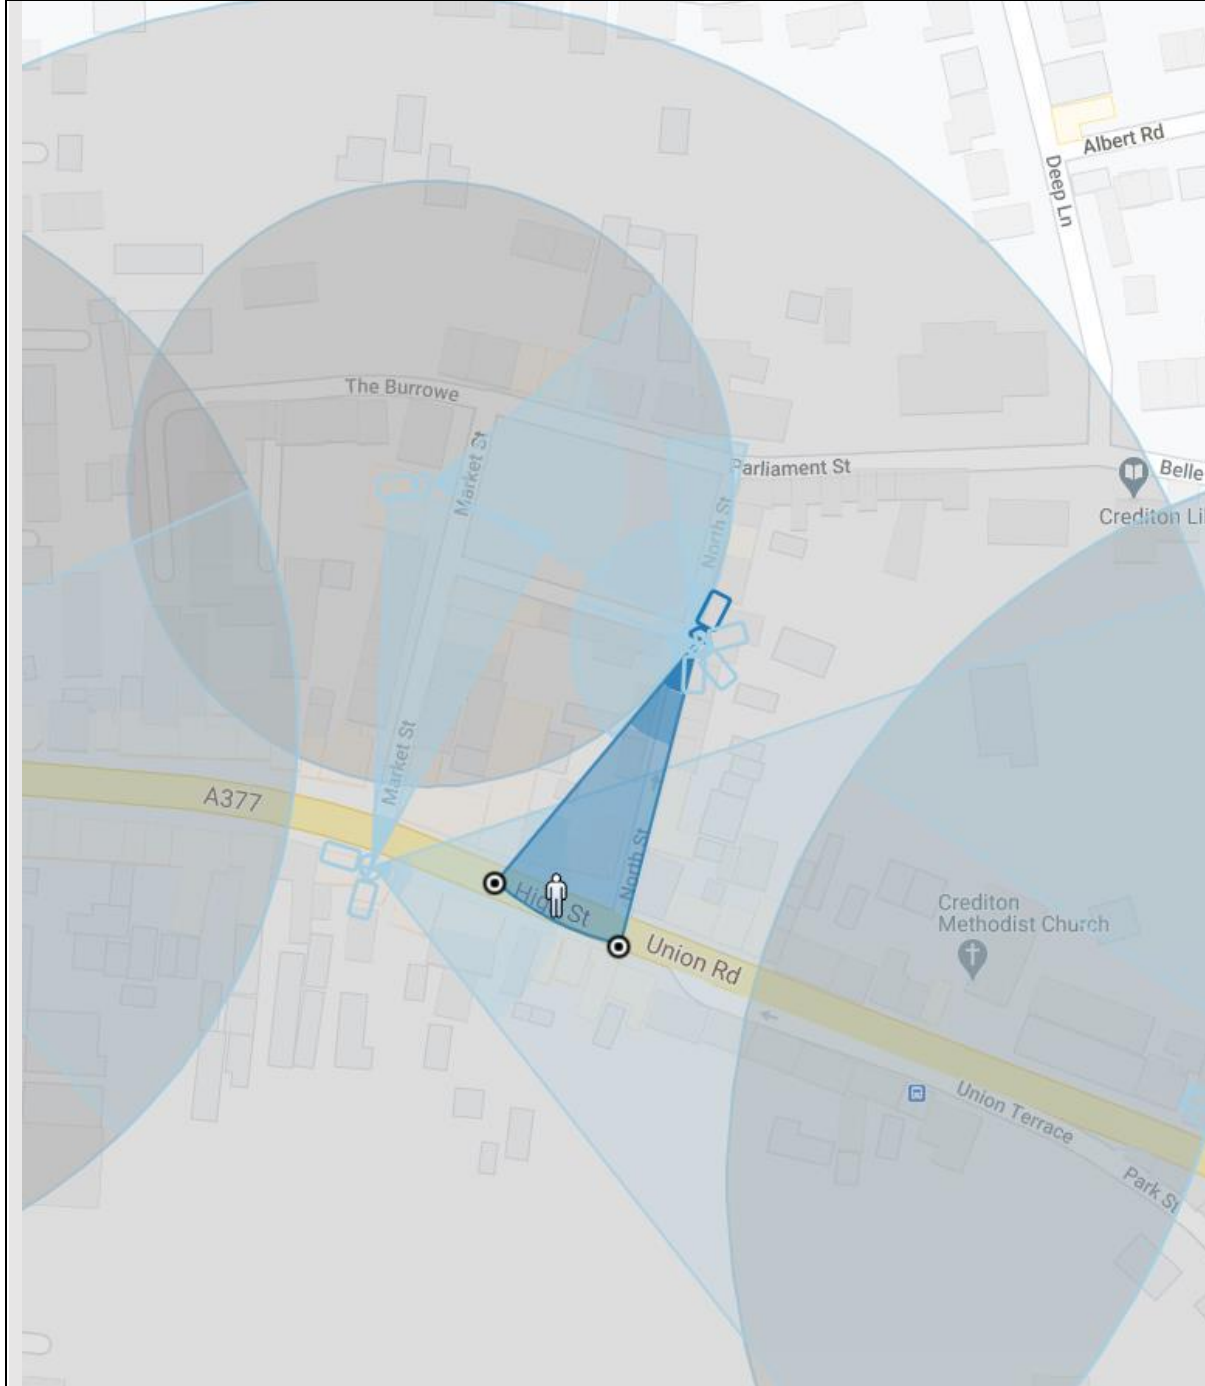 Albert Rd
Deep Ln
The Burrowe
Market St
Parliament St
Belle
North St
Crediton Li
Market St
A377
North St
High St
Union Rd
Crediton
Methodist Church
Union Terrace
Park St